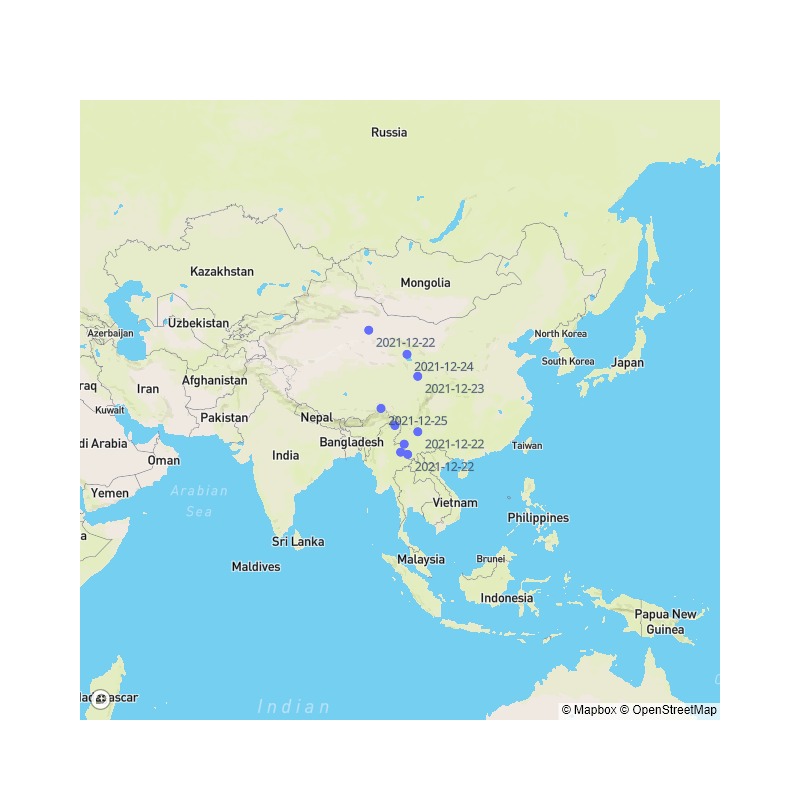 Russia
Kazakhstan
Mongolia
Uzbekistan
Azerbaijan
North Korea
2021-12-22
South Korea
Japan
2021-12-24
Afghanistan
raq
Iran
2021-12-23
Kuwait
Pakistan
Nepal
2021-12-25
di Arabia
Bangladesh
2021-12-22
Taiwan
India
Oman
2021-12-22
Yemen
Arabian
Sea
Vietnam
Philippines
a
Sri Lanka
Malaysia
Brunei
Maldives
Indonesia
Papua New
Guinea
ascar
Indian
© Mapbox © OpenStreetMap